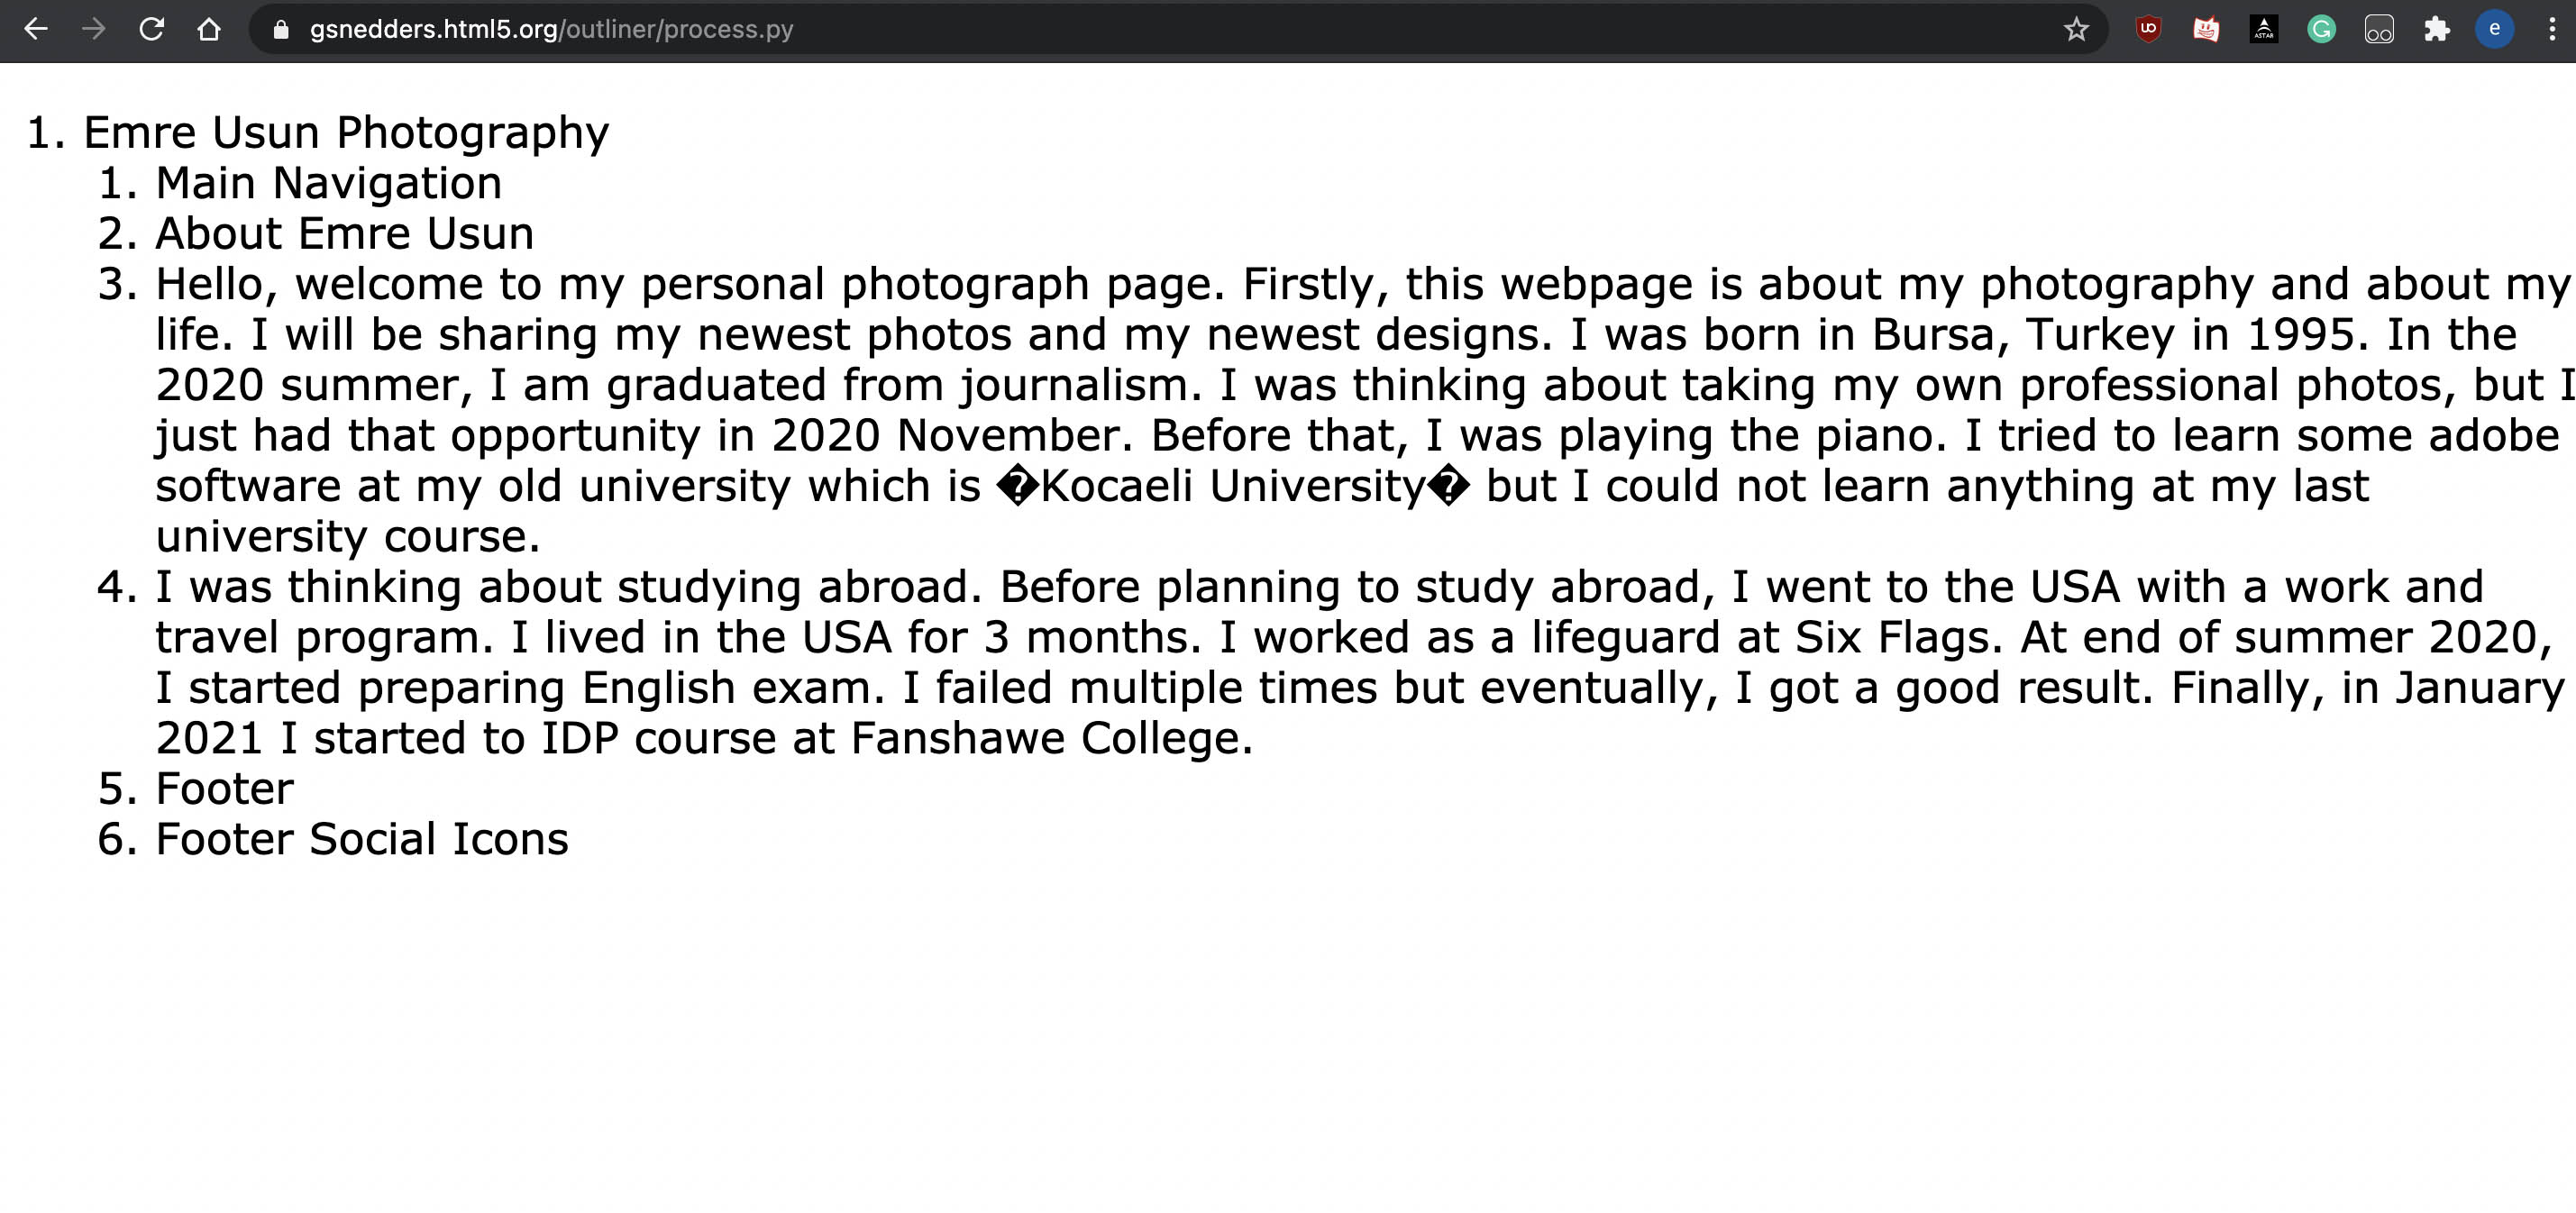 gsnedders.html5.org/outliner/process.py
UO
ASTAR
G
e
1. Emre Usun Photography
1. Main Navigation
2. About Emre Usun
3. Hello, welcome to my personal photograph page. Firstly, this webpage is about my photography and about my
life. I will be sharing my newest photos and my newest designs. I was born in Bursa, Turkey in 1995. In the
2020 summer, I am graduated from journalism. I was thinking about taking my own professional photos, but I
just had that opportunity in 2020 November. Before that, I was playing the piano. I tried to learn some adobe
software at my old university which is �Kocaeli University� but I could not learn anything at my last
university course.
4. I was thinking about studying abroad. Before planning to study abroad, I went to the USA with a work and
travel program. I lived in the USA for 3 months. I worked as a lifeguard at Six Flags. At end of summer 2020,
I started preparing English exam. I failed multiple times but eventually, I got a good result. Finally, in January
2021 I started to IDP course at Fanshawe College.
5. Footer
6. Footer Social Icons